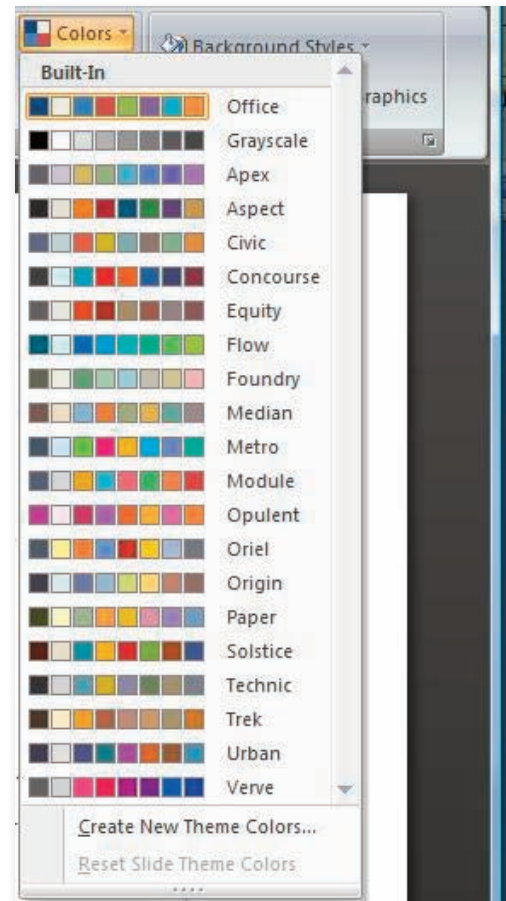 Colors
Background Styles
Built-In
raphics
Office
Grayscale
Apex
Aspect
Civic
Concourse
Equity
Flow
Foundry
Median
Metro
Module
Opulent
Oriel
Origin
Paper
Solstice
Technic
Trek
Urban
Verve
Create New Theme Colors...
Reset Slide Theme Colors